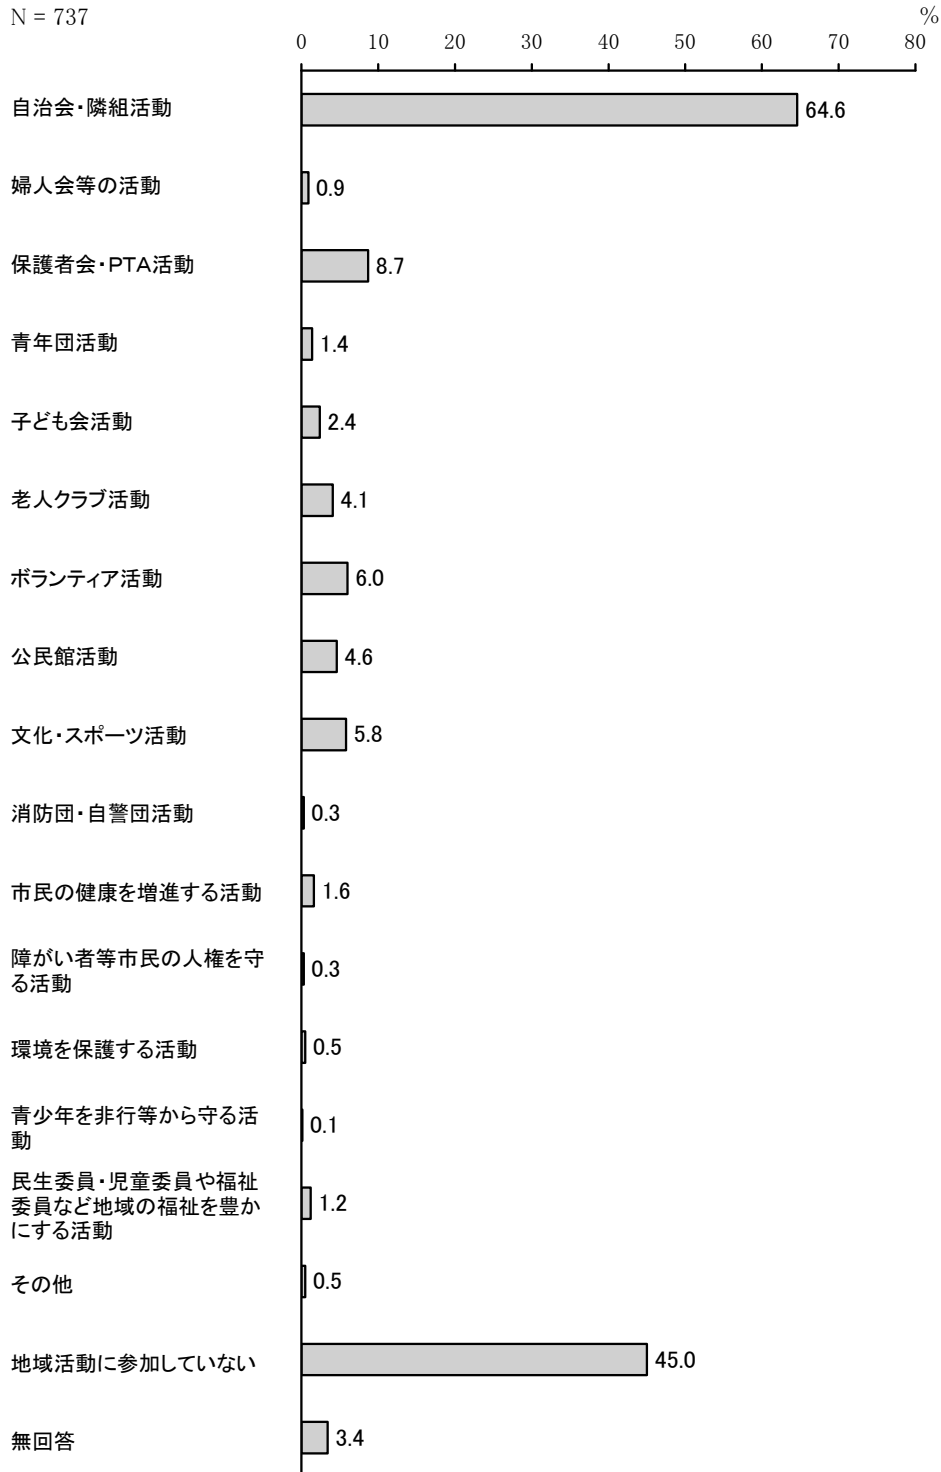 N = 737
%
0 10 20 30 40 50 60 70 80
自治会・隣組活動 64.6
婦人会等の活動 0.9
保護者会・PTA活動 8.7
青年団活動 1.4
子ども会活動 2.4
老人クラブ活動 4.1
ボランティア活動 6.0
公民館活動 4.6
文化・スポーツ活動 5.8
消防団・自警団活動 0.3
市民の健康を増進する活動 1.6
障がい者等市民の人権を守
る活動 0.3
環境を保護する活動 0.5
青少年を非行等から守る活
動 0.1
民生委員・児童委員や福祉
委員など地域の福祉を豊か
にする活動 1.2
その他 0.5
地域活動に参加していない 45.0
無回答 3.4